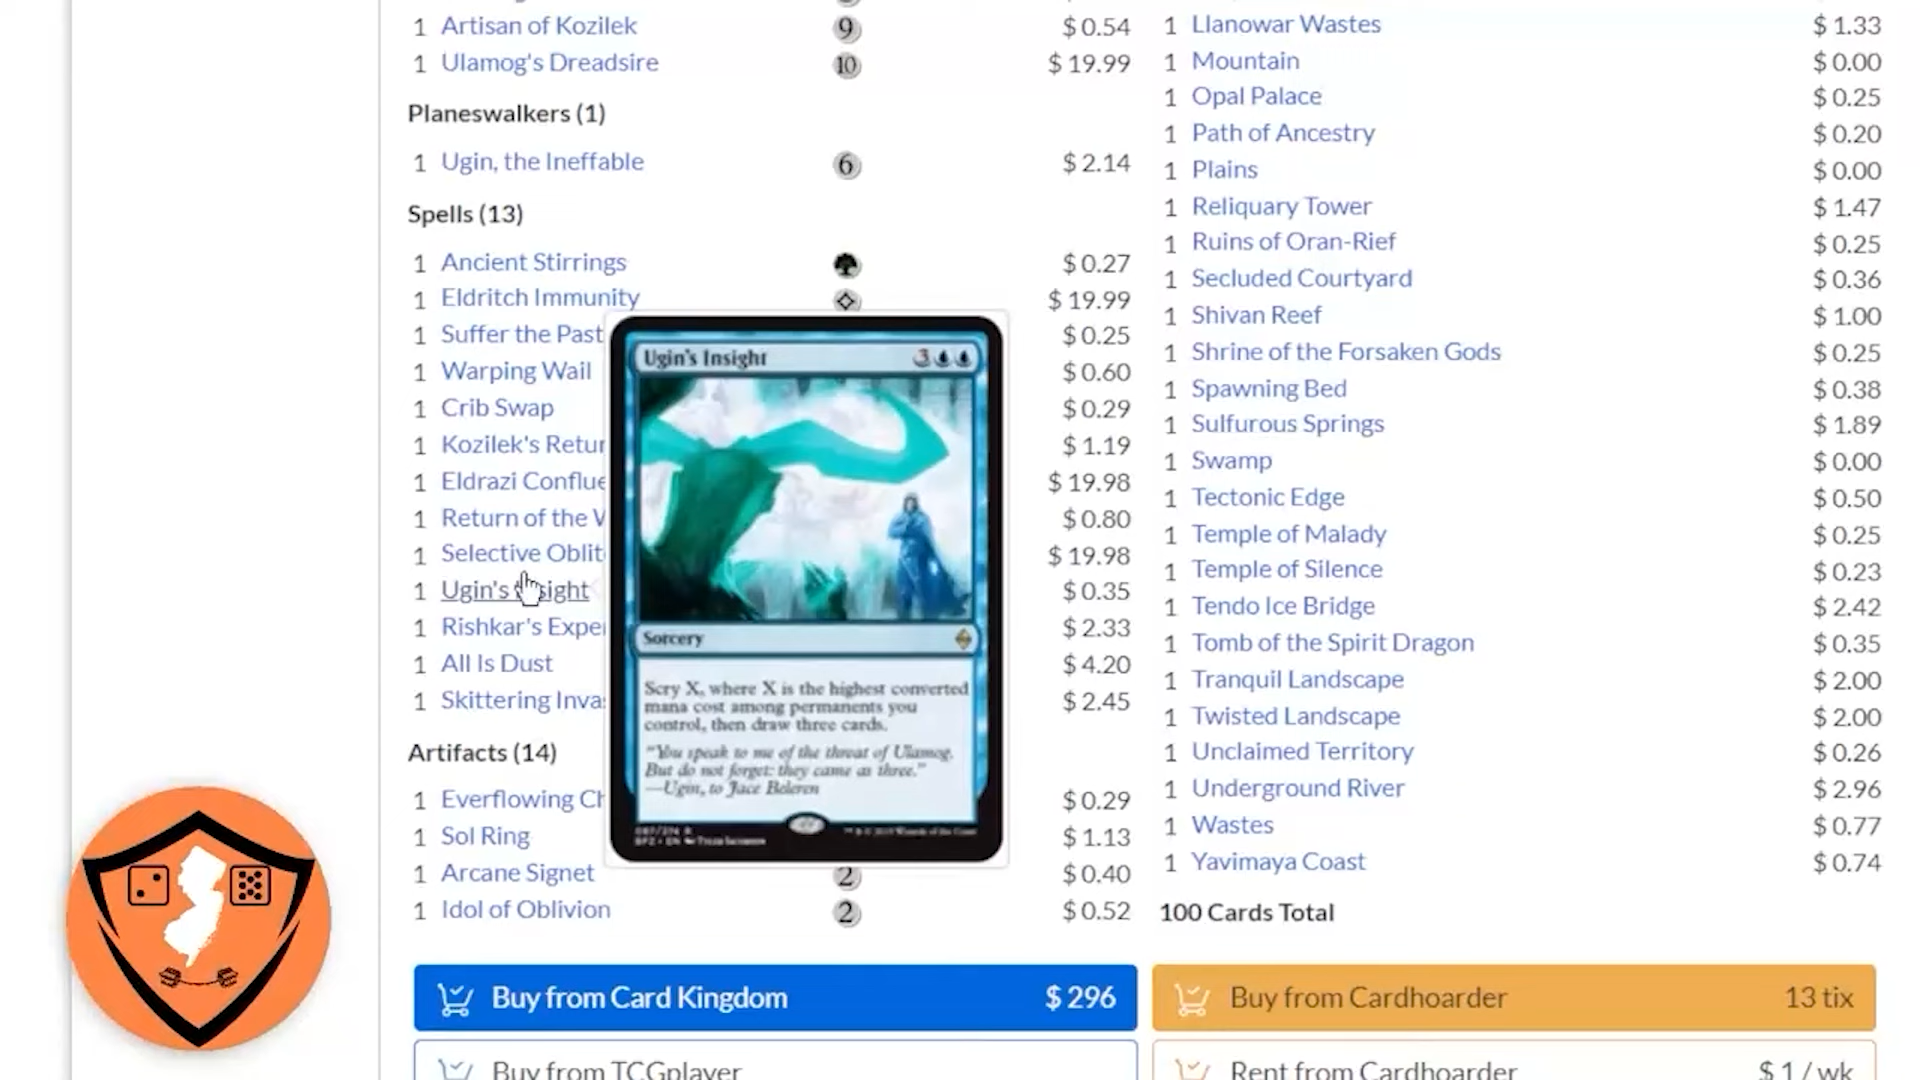 1 Artisan of Kozilek 9 $ 0.54
1 Ulamog's Dreadsire 10 $ 19.99
Planeswalkers (1)
1 Ugin, the Ineffable 6 $ 2.14
Spells (13)
1 Ancient Stirrings $ 0.27
1 Eldritch Immunity $ 19.99
1 Suffer the Past $ 0.25
1 Warping Wail $ 0.60
1 Crib Swap $ 0.29
1 Kozilek's Retur $ 1.19
1 Eldrazi Conflue $ 19.98
1 Return of the W $ 0.80
1 Selective Oblit $ 19.98
1 Ugin's Insight $ 0.35
1 Rishkar's Exper $ 2.33
1 All Is Dust $ 4.20
1 Skittering Invas $ 2.45
Artifacts (14)
1 Everflowing Ch $ 0.29
1 Sol Ring $ 1.13
1 Arcane Signet 2 $ 0.40
1 Idol of Oblivion 2 $ 0.52
Ugin's Insight 3
Sorcery
Scry X, where X is the highest converted
mana cost among permanents you
control, then draw three cards.
"You speak to me of the threat of Ulamog.
But do not forget: they came as three."
—Ugin, to Jace Beleren
1 Llanowar Wastes $ 1.33
1 Mountain $ 0.00
1 Opal Palace $ 0.25
1 Path of Ancestry $ 0.20
1 Plains $ 0.00
1 Reliquary Tower $ 1.47
1 Ruins of Oran-Rief $ 0.25
1 Secluded Courtyard $ 0.36
1 Shivan Reef $ 1.00
1 Shrine of the Forsaken Gods $ 0.25
1 Spawning Bed $ 0.38
1 Sulfurous Springs $ 1.89
1 Swamp $ 0.00
1 Tectonic Edge $ 0.50
1 Temple of Malady $ 0.25
1 Temple of Silence $ 0.23
1 Tendo Ice Bridge $ 2.42
1 Tomb of the Spirit Dragon $ 0.35
1 Tranquil Landscape $ 2.00
1 Twisted Landscape $ 2.00
1 Unclaimed Territory $ 0.26
1 Underground River $ 2.96
1 Wastes $ 0.77
1 Yavimaya Coast $ 0.74
100 Cards Total
Buy from Card Kingdom $ 296
Buy from Cardhoarder 13 tix
Buy from TCGplayer
Rent from Cardhoarder $ 1 / wk